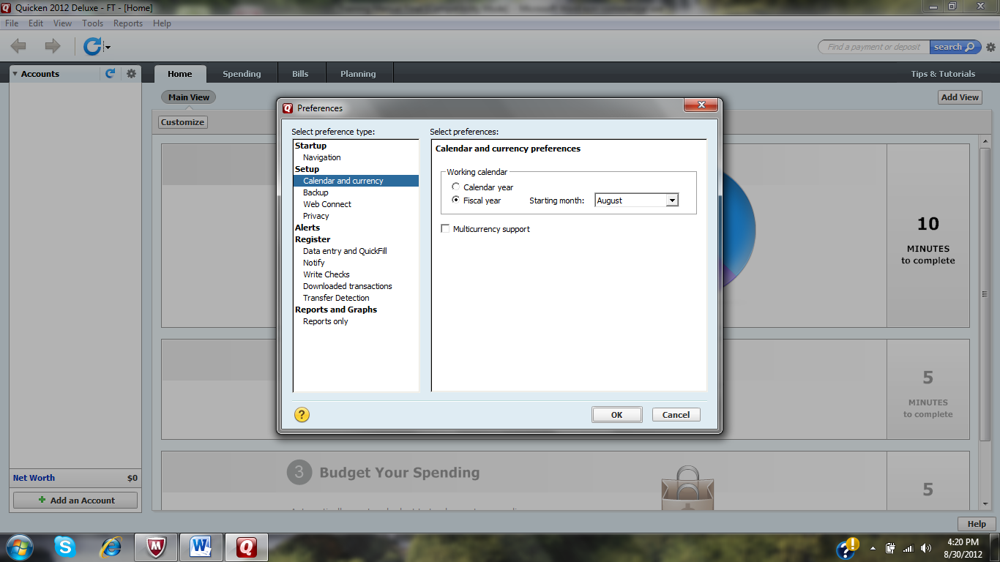 Quicken 2012 Deluxe - FT - [Home]
File Edit View Tools Reports Help
Find a payment or deposit search
Accounts
Home Spending Bills Planning Tips & Tutorials
Main View Add View
Customize
Preferences
Select preference type:
Startup
Navigation
Setup
Calendar and currency
Backup
Web Connect
Privacy
Alerts
Register
Data entry and QuickFill
Notify
Write Checks
Downloaded transactions
Transfer Detection
Reports and Graphs
Reports only
Select preferences:
Calendar and currency preferences
Working calendar
Calendar year
Fiscal year Starting month: August
Multicurrency support
? OK Cancel
10
MINUTES
to complete
5
MINUTES
to complete
3 Budget Your Spending
5
Net Worth $0
Add an Account
Help
4:20 PM
8/30/2012